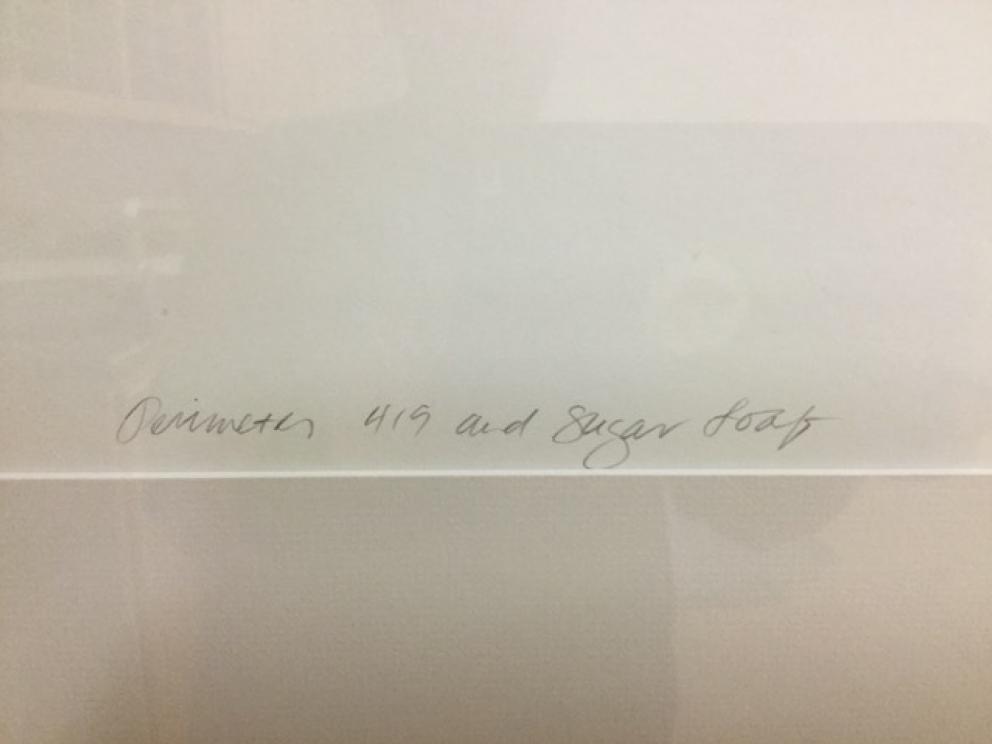 Perimeter 419 and Sugar Loaf